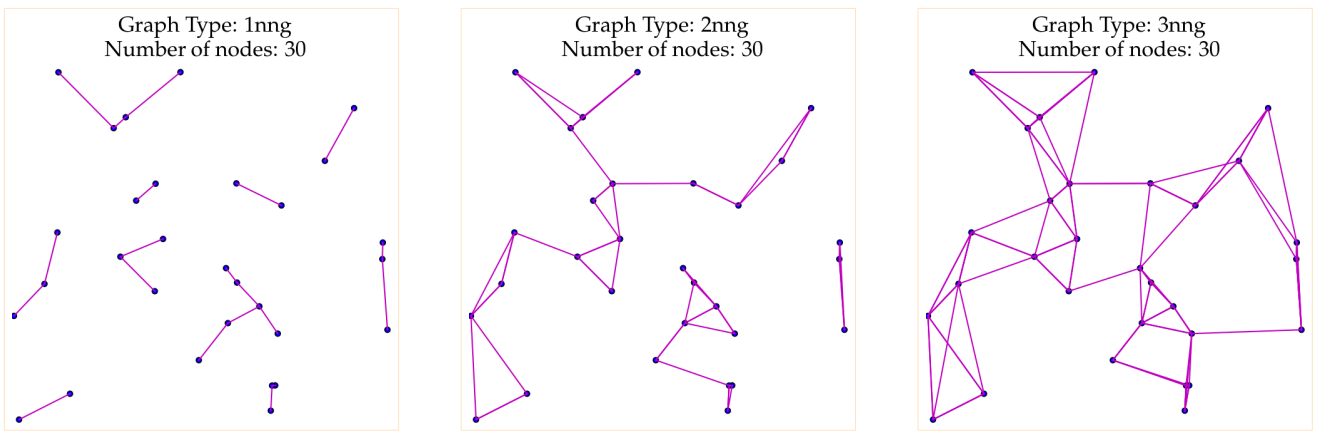 Graph Type: 1nng
Number of nodes: 30
Graph Type: 2nng
Number of nodes: 30
Graph Type: 3nng
Number of nodes: 30